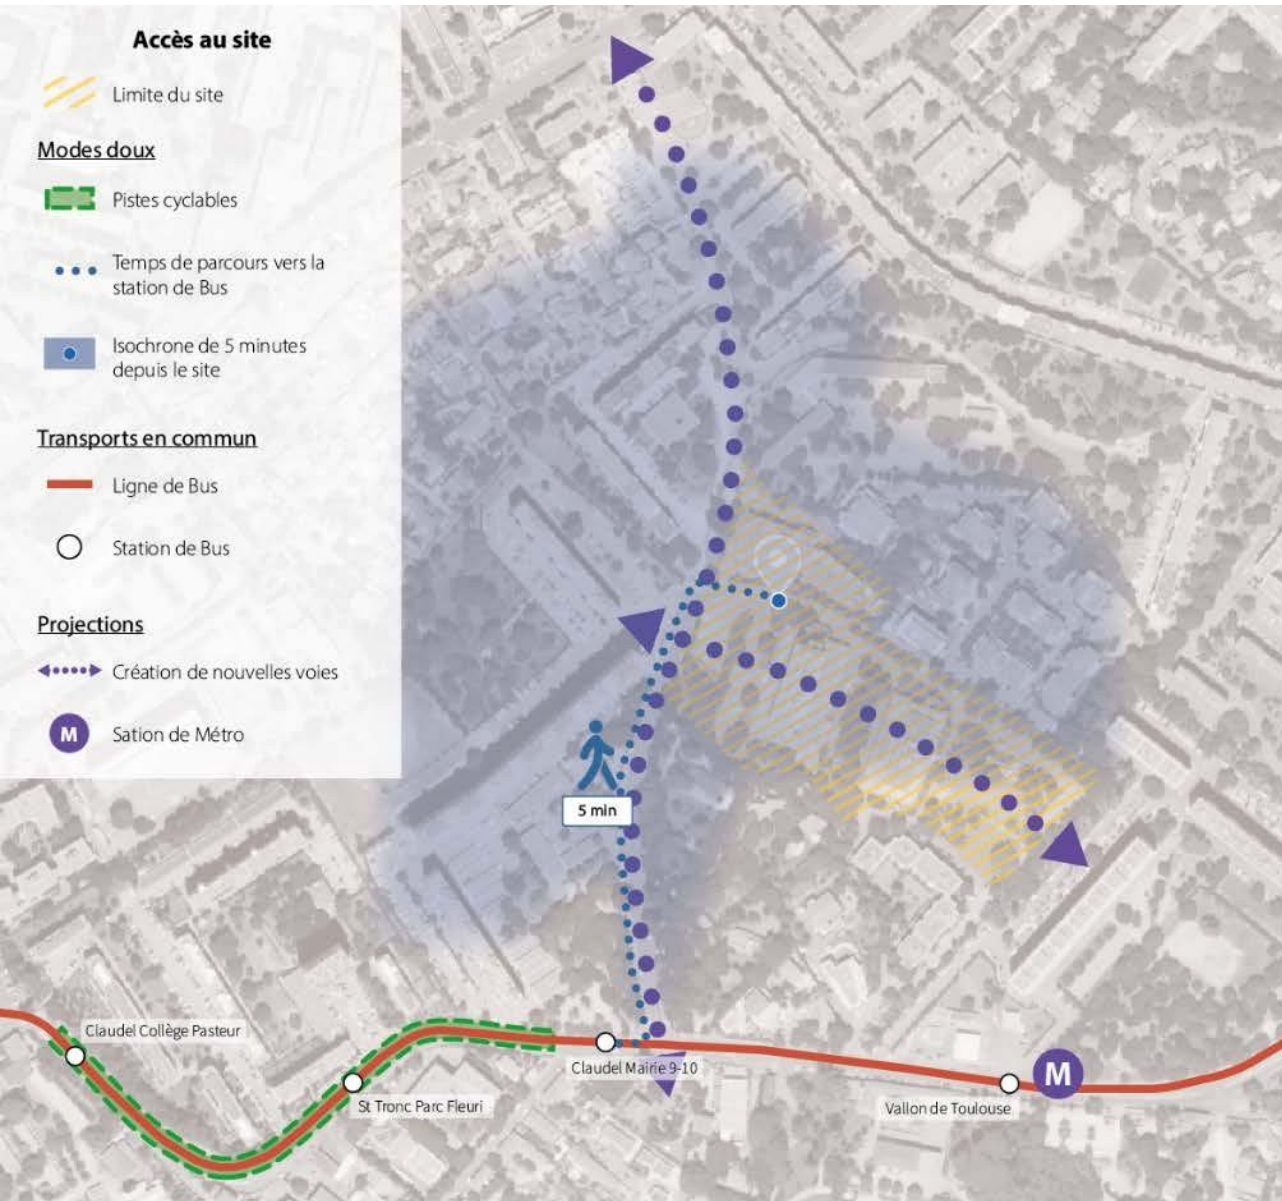 Accès au site
Limite du site
Modes doux
Pistes cyclables
Temps de parcours vers la
station de Bus
Isochrone de 5 minutes
depuis le site
Transports en commun
Ligne de Bus
Station de Bus
Projections
Création de nouvelles voies
M
Sation de Métro
5 min
Claudel Collège Pasteur
St Tronc Parc Fleuri
Claudel Mairie 9-10
Vallon de Toulouse
M